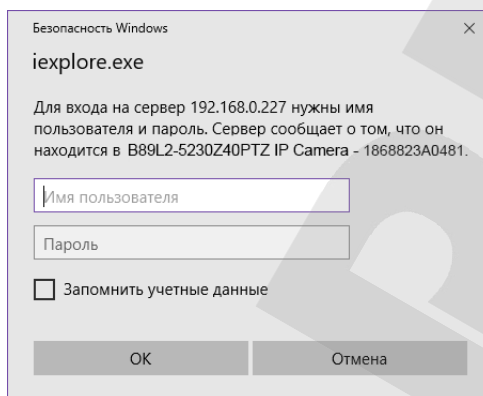 Безопасность Windows
iexplore.exe
Для входа на сервер 192.168.0.227 нужны имя
пользователя и пароль. Сервер сообщает о том, что он
находится в B89L2-5230Z40PTZ IP Camera - 1868823A0481.
Имя пользователя
Пароль
Запомнить учетные данные
ОК
Отмена